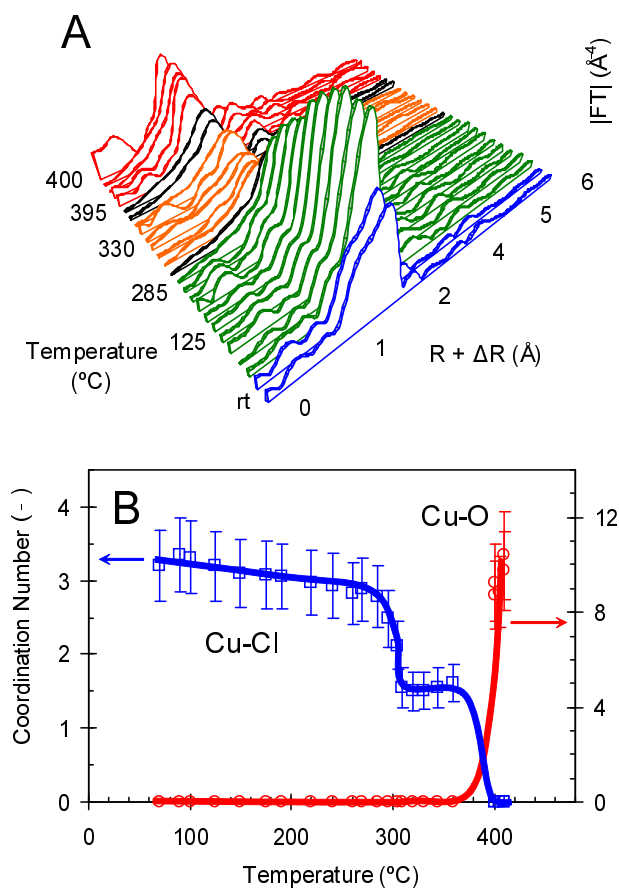 A
|FT| (Å-4)
400
395
330
285
125
rt
Temperature
(ºC)
0
1
2
4
5
6
R + ΔR (Å)
B
Coordination Number ( - )
4
3
2
1
0
12
8
4
0
Cu-O
Cu-Cl
0
100
200
300
400
Temperature (ºC)